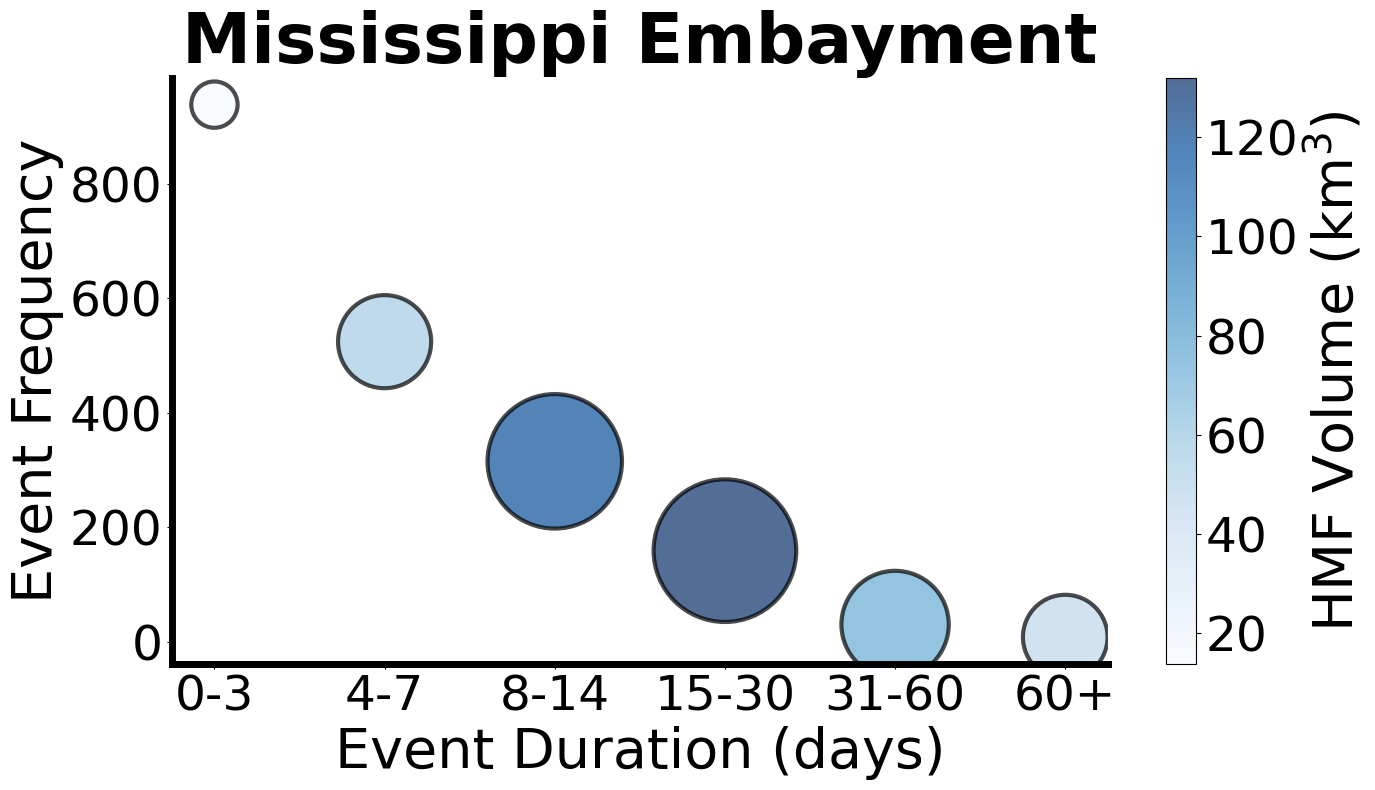 Mississippi Embayment
Event Frequency
800
600
400
200
0
0-3 4-7 8-14 15-30 31-60 60+
Event Duration (days)
120
100
80
60
40
20
HMF Volume (km³)